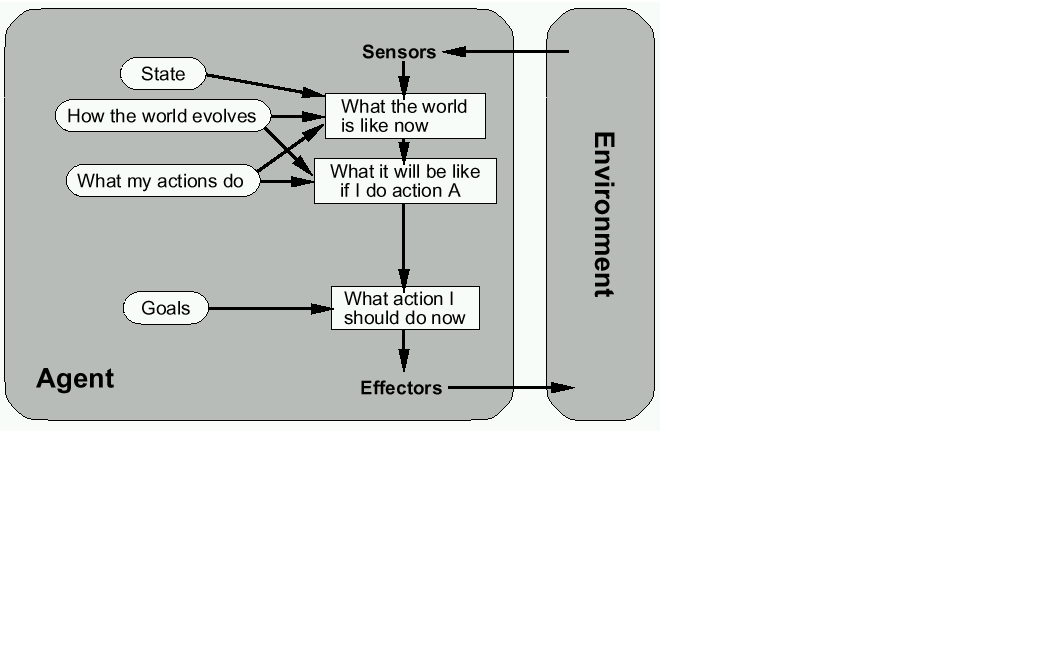 Sensors
State
How the world evolves
What the world
is like now
What my actions do
What it will be like
if I do action A
Goals
What action I
should do now
Agent
Effectors
Environment